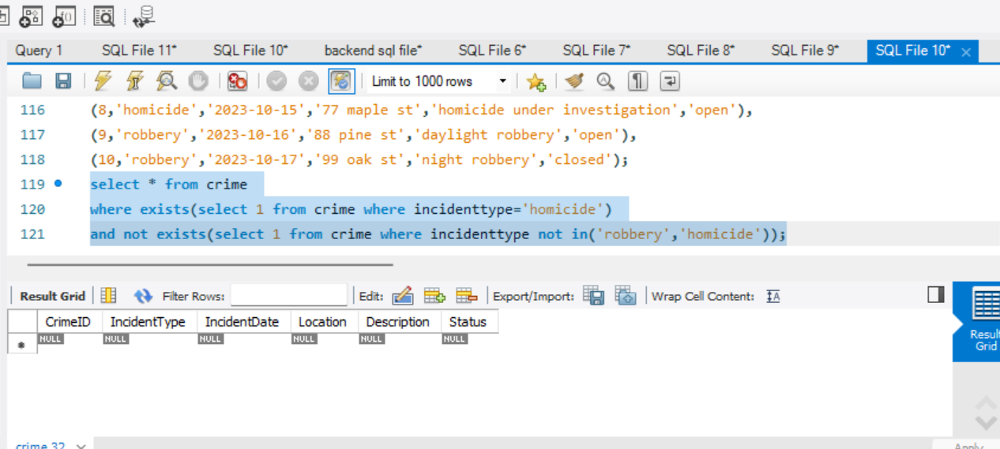 Query 1 SQL File 11* SQL File 10* backend sql file* SQL File 6* SQL File 7* SQL File 8* SQL File 9* SQL File 10*
Limit to 1000 rows
116 (8,'homicide','2023-10-15','77 maple st','homicide under investigation','open'),
117 (9,'robbery','2023-10-16','88 pine st','daylight robbery','open'),
118 (10,'robbery','2023-10-17','99 oak st','night robbery','closed');
119 select * from crime
120 where exists(select 1 from crime where incidenttype='homicide')
121 and not exists(select 1 from crime where incidenttype not in('robbery','homicide'));
Result Grid Filter Rows: Edit: Export/Import: Wrap Cell Content:
CrimeID IncidentType IncidentDate Location Description Status
* NULL NULL NULL NULL NULL NULL
Result
Grid
crime 32
Apply